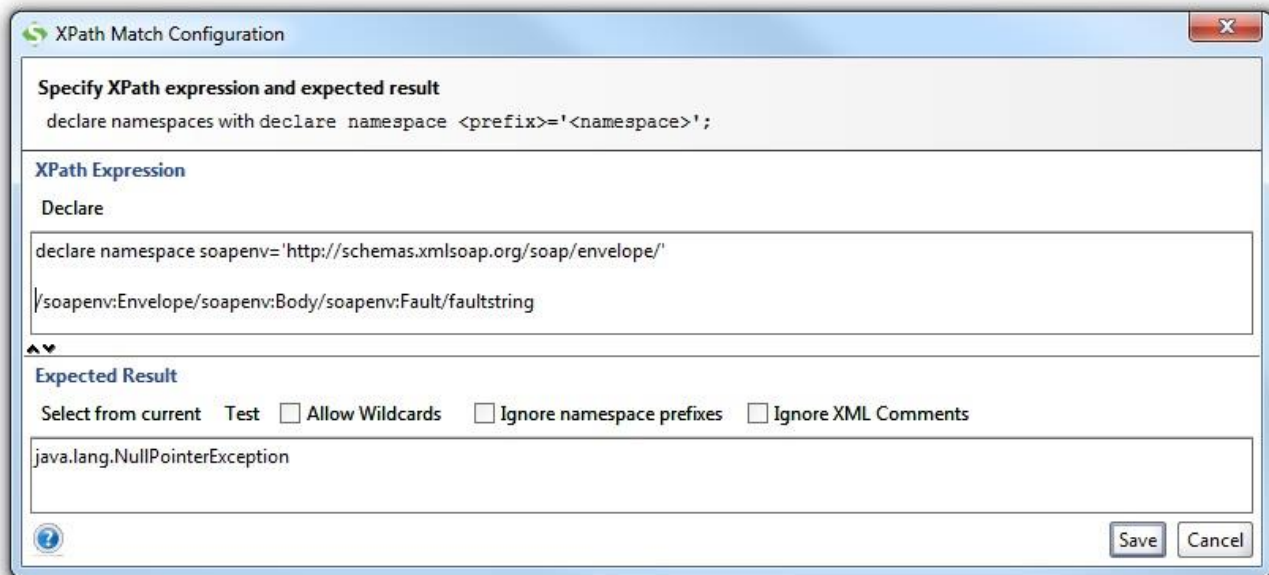 XPath Match Configuration
Specify XPath expression and expected result
declare namespaces with declare namespace <prefix>='<namespace>';
XPath Expression
Declare
declare namespace soapenv='http://schemas.xmlsoap.org/soap/envelope/'
/soapenv:Envelope/soapenv:Body/soapenv:Fault/faultstring
Expected Result
Select from current Test Allow Wildcards Ignore namespace prefixes Ignore XML Comments
java.lang.NullPointerException
? Save Cancel